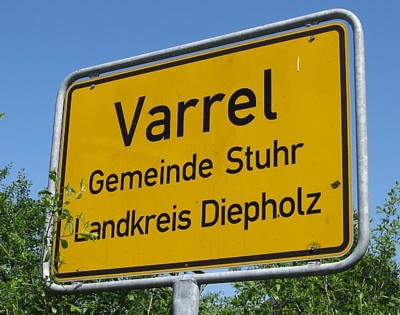 Varrel
Gemeinde Stuhr
Landkreis Diepholz